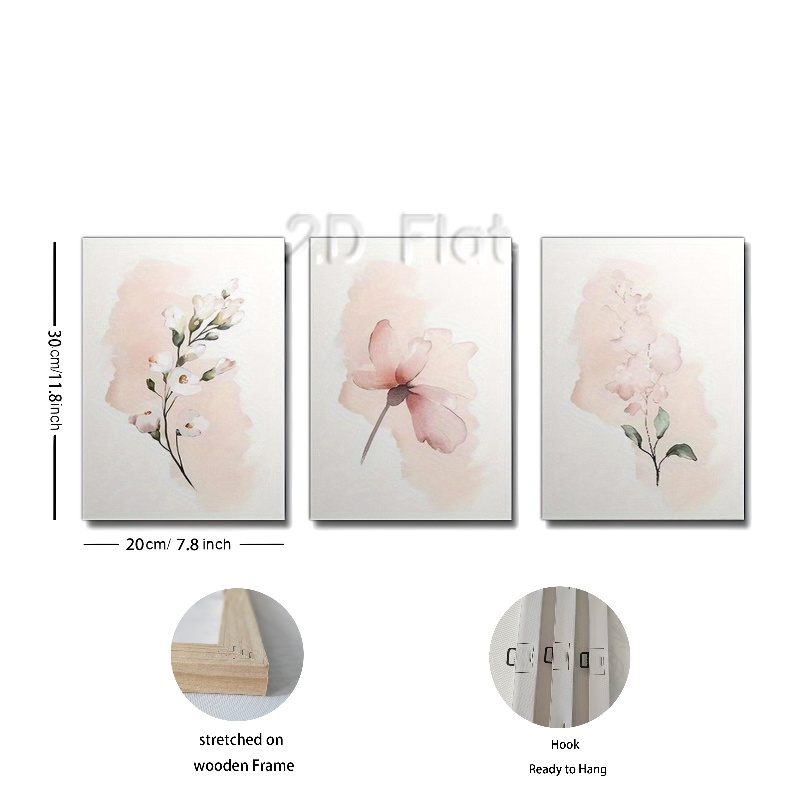 2D Flat
30cm/11.8inch
20cm/ 7.8 inch
stretched on
wooden Frame
Hook
Ready to Hang